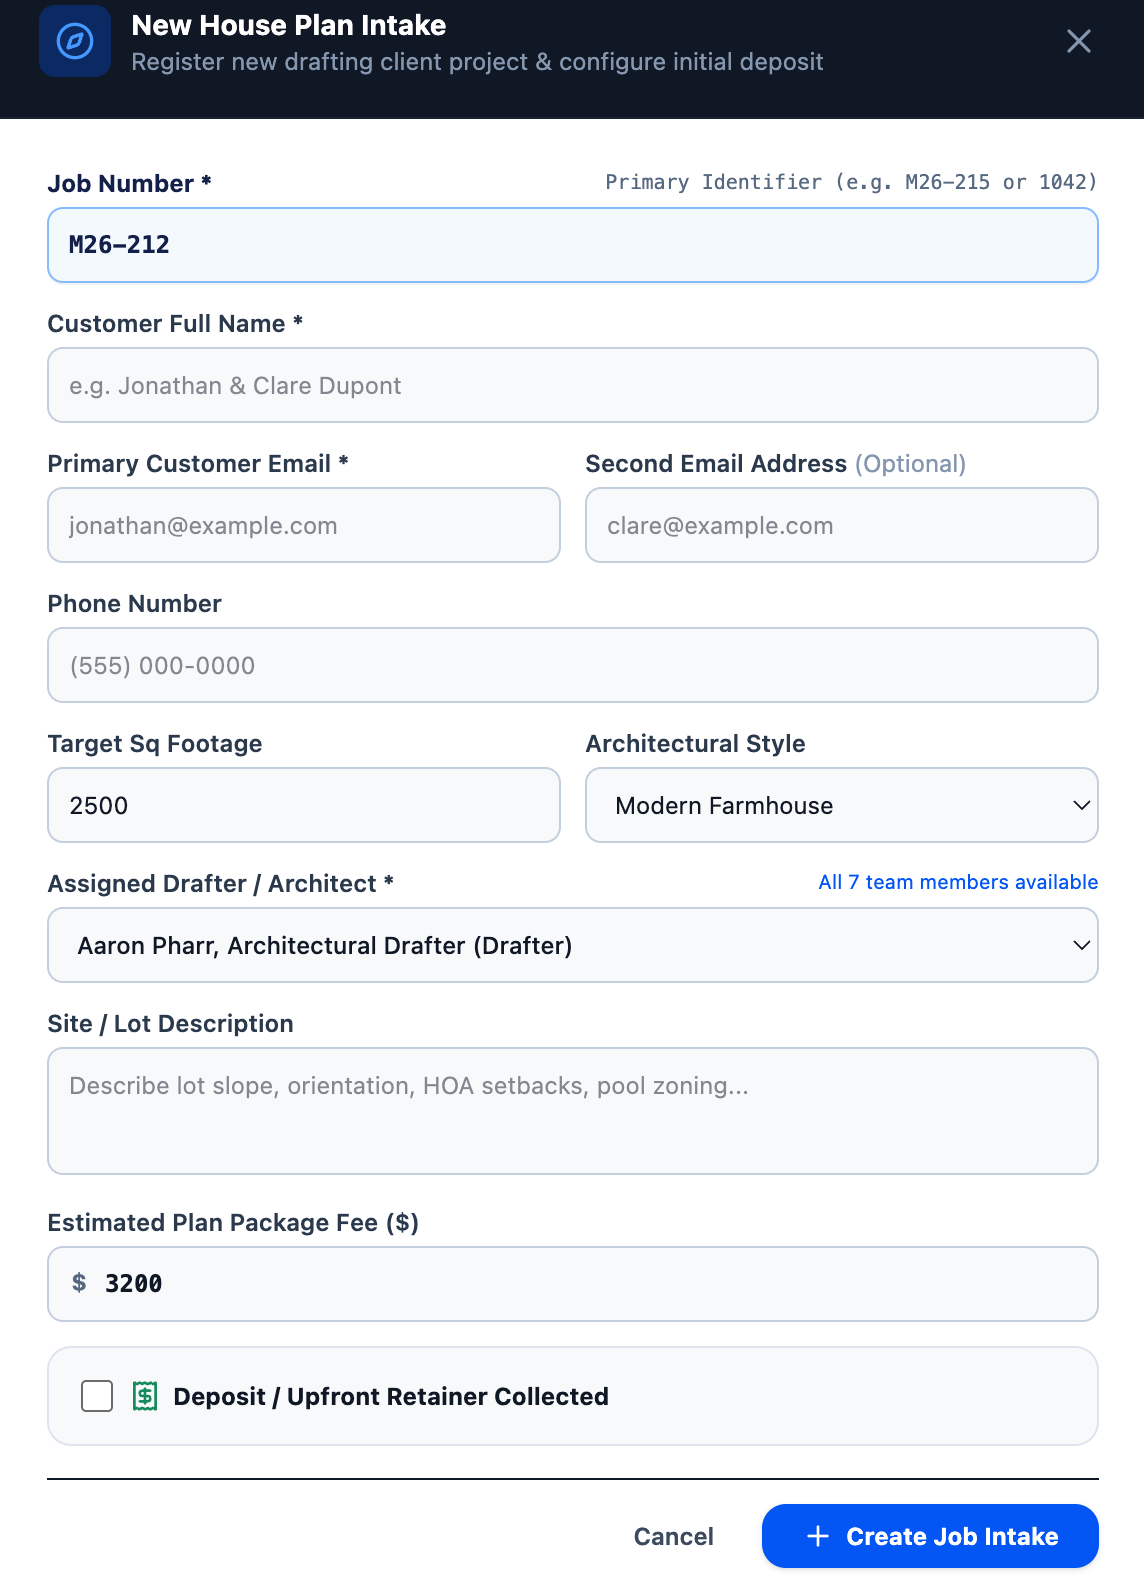 New House Plan Intake
Register new drafting client project & configure initial deposit
Job Number *
Primary Identifier (e.g. M26-215 or 1042)
M26-212
Customer Full Name *
e.g. Jonathan & Clare Dupont
Primary Customer Email *
Second Email Address (Optional)
jonathan@example.com
clare@example.com
Phone Number
(555) 000-0000
Target Sq Footage
Architectural Style
2500
Modern Farmhouse
Assigned Drafter / Architect *
All 7 team members available
Aaron Pharr, Architectural Drafter (Drafter)
Site / Lot Description
Describe lot slope, orientation, HOA setbacks, pool zoning...
Estimated Plan Package Fee ($)
$ 3200
Deposit / Upfront Retainer Collected
Cancel
+ Create Job Intake